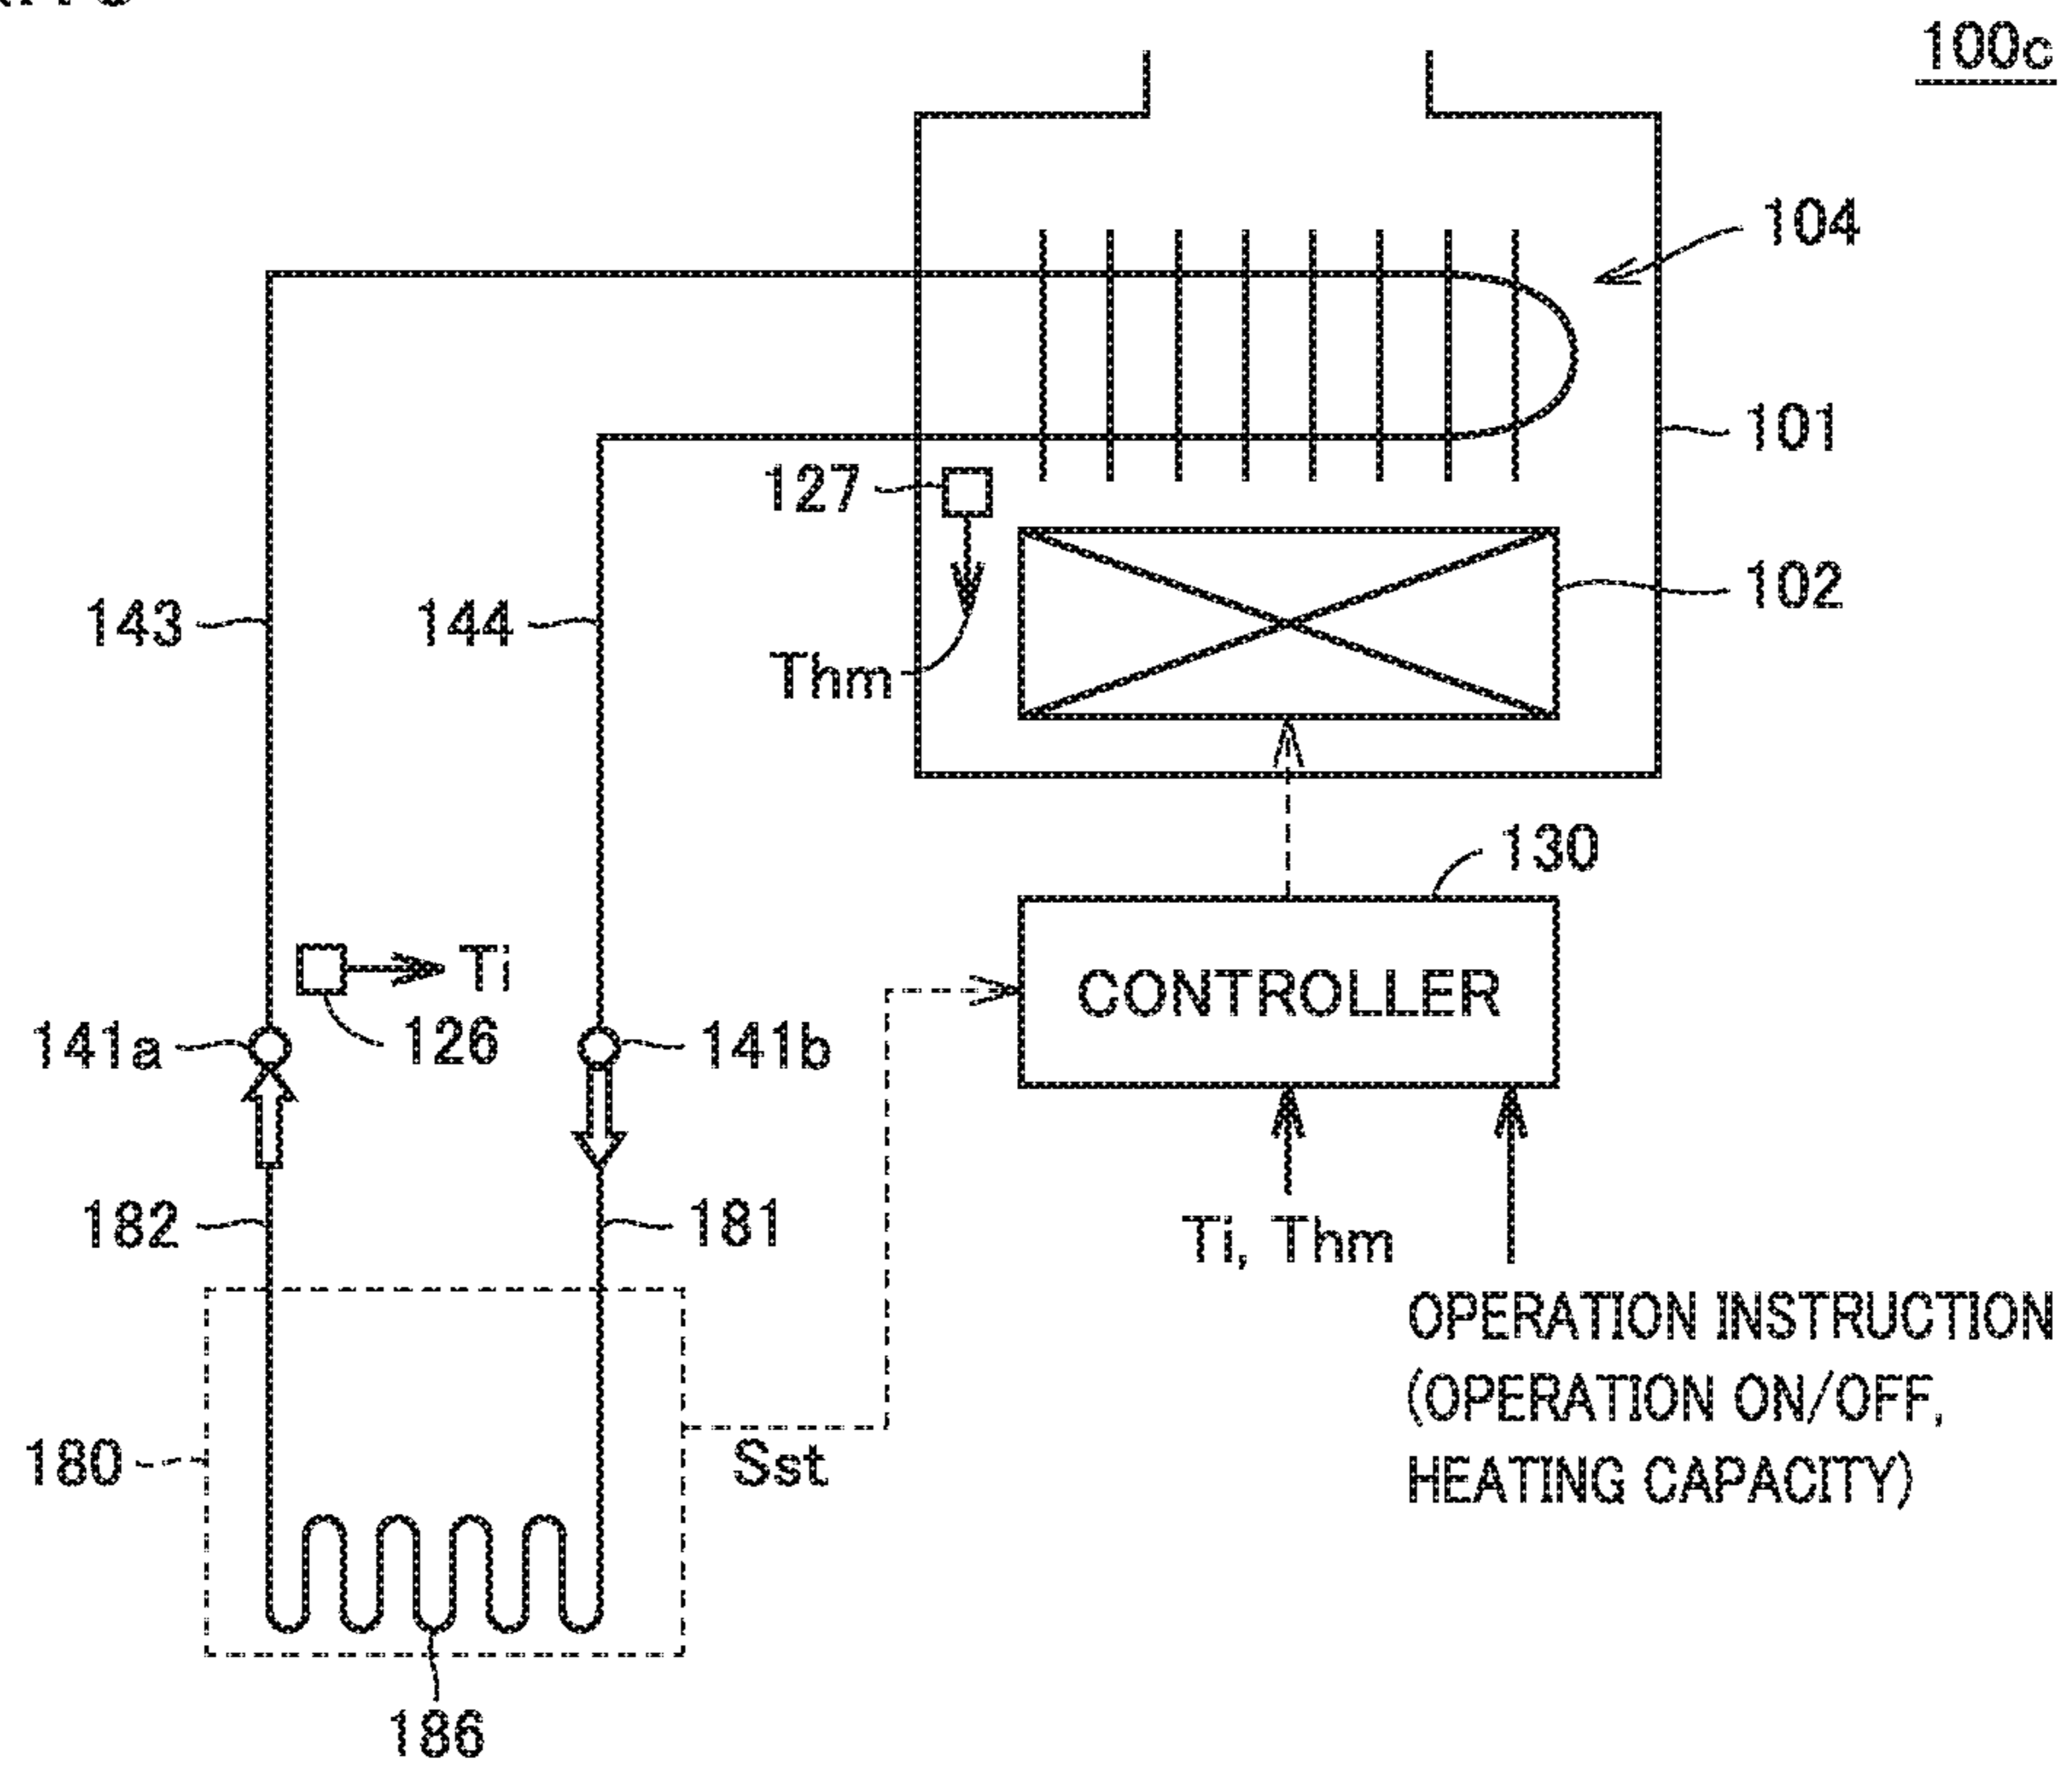 100c
104
101
127
102
143
144
Thm
130
Ti
CONTROLLER
141a
126
141b
182
181
Ti, Thm
OPERATION INSTRUCTION
(OPERATION ON/OFF,
HEATING CAPACITY)
180
Sst
186